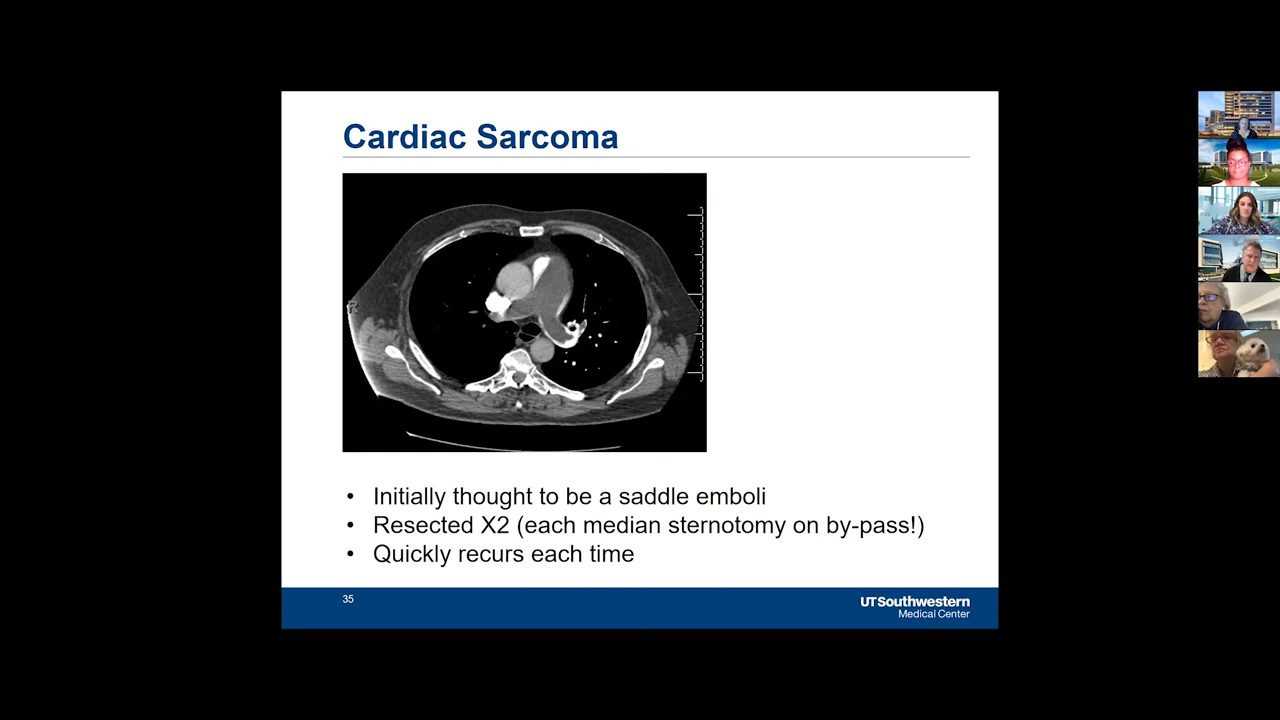 Cardiac Sarcoma
R
• Initially thought to be a saddle emboli
• Resected X2 (each median sternotomy on by-pass!)
• Quickly recurs each time
35
UTSouthwestern
Medical Center